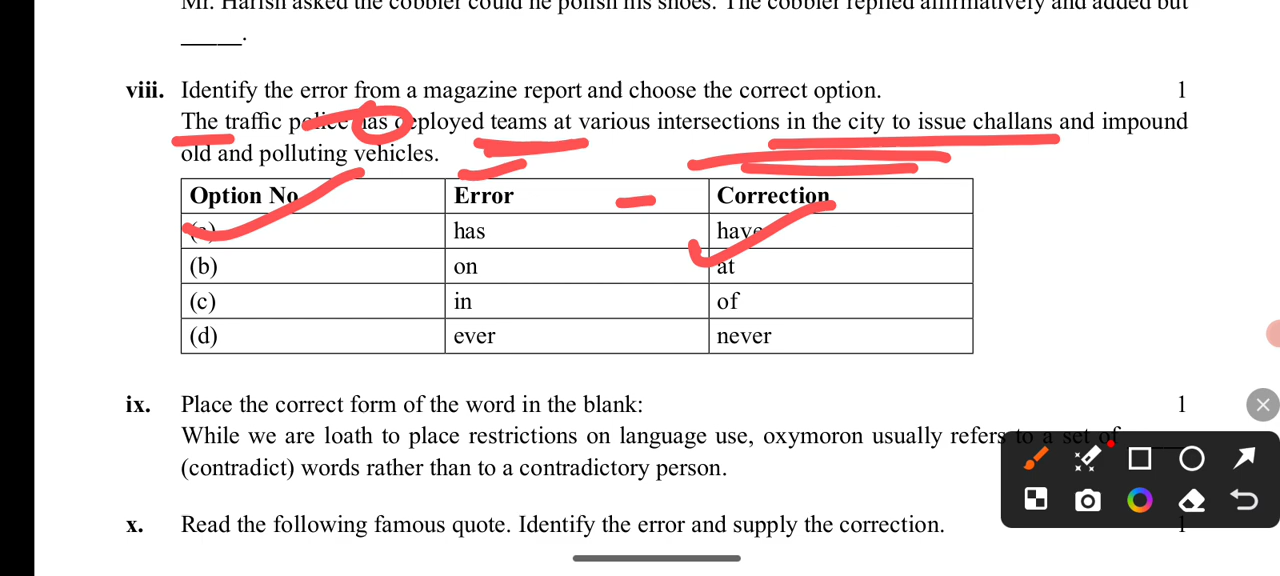 Mr. Harish asked the cobbler could he polish his shoes. The cobbler replied affirmatively and added but
_____.
viii. Identify the error from a magazine report and choose the correct option. 1
The traffic police has deployed teams at various intersections in the city to issue challans and impound
old and polluting vehicles.
Option No Error Correction
(a) has have
(b) on at
(c) in of
(d) ever never
ix. Place the correct form of the word in the blank: 1
While we are loath to place restrictions on language use, oxymoron usually refers to a set of
(contradict) words rather than to a contradictory person.
x. Read the following famous quote. Identify the error and supply the correction. 1